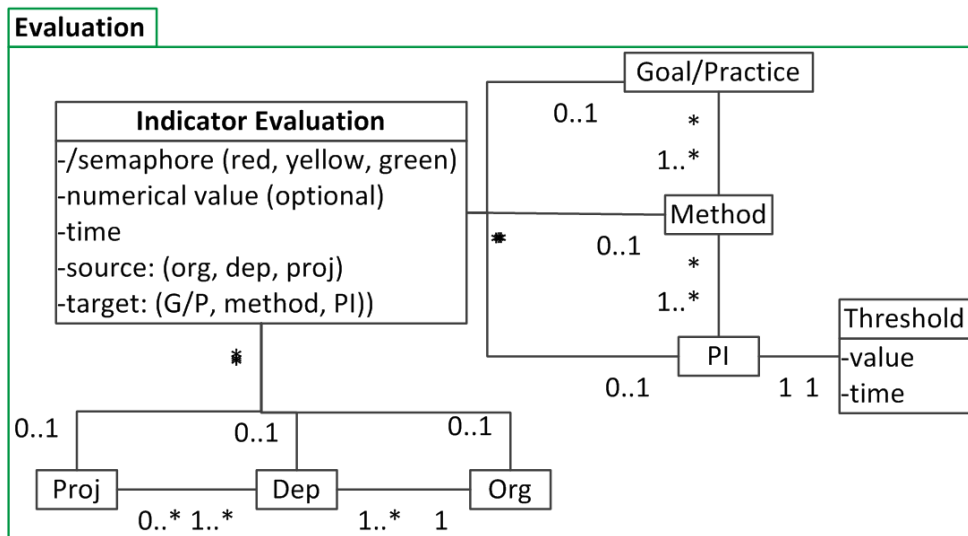 Evaluation
Goal/Practice
0..1
*
1..*
Indicator Evaluation
-/semaphore (red, yellow, green)
-numerical value (optional)
-time
-source: (org, dep, proj)
-target: (G/P, method, PI))
*
Method
0..1
*
1..*
PI
0..1
1 1
Threshold
-value
-time
*
0..1
0..1
0..1
Proj
Dep
Org
0..* 1..*
1..* 1